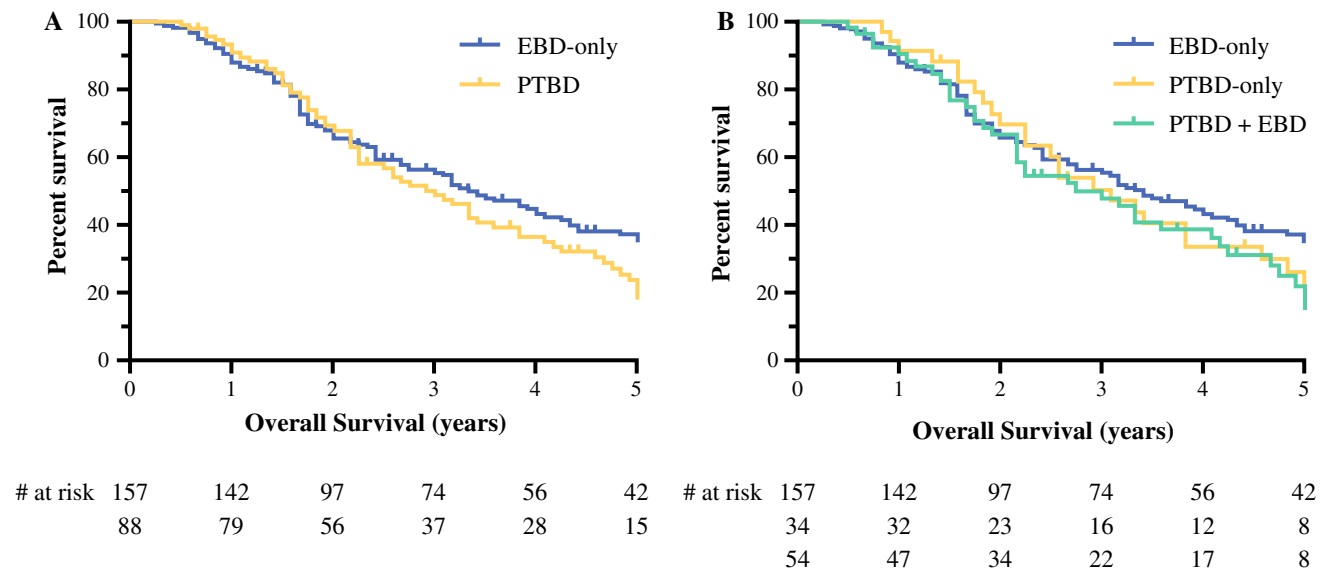 A
100
80
60
40
20
0
Percent survival
EBD-only
PTBD
0 1 2 3 4 5
Overall Survival (years)
# at risk 157 142 97 74 56 42
88 79 56 37 28 15
B
100
80
60
40
20
0
Percent survival
EBD-only
PTBD-only
PTBD + EBD
0 1 2 3 4 5
Overall Survival (years)
# at risk 157 142 97 74 56 42
34 32 23 16 12 8
54 47 34 22 17 8